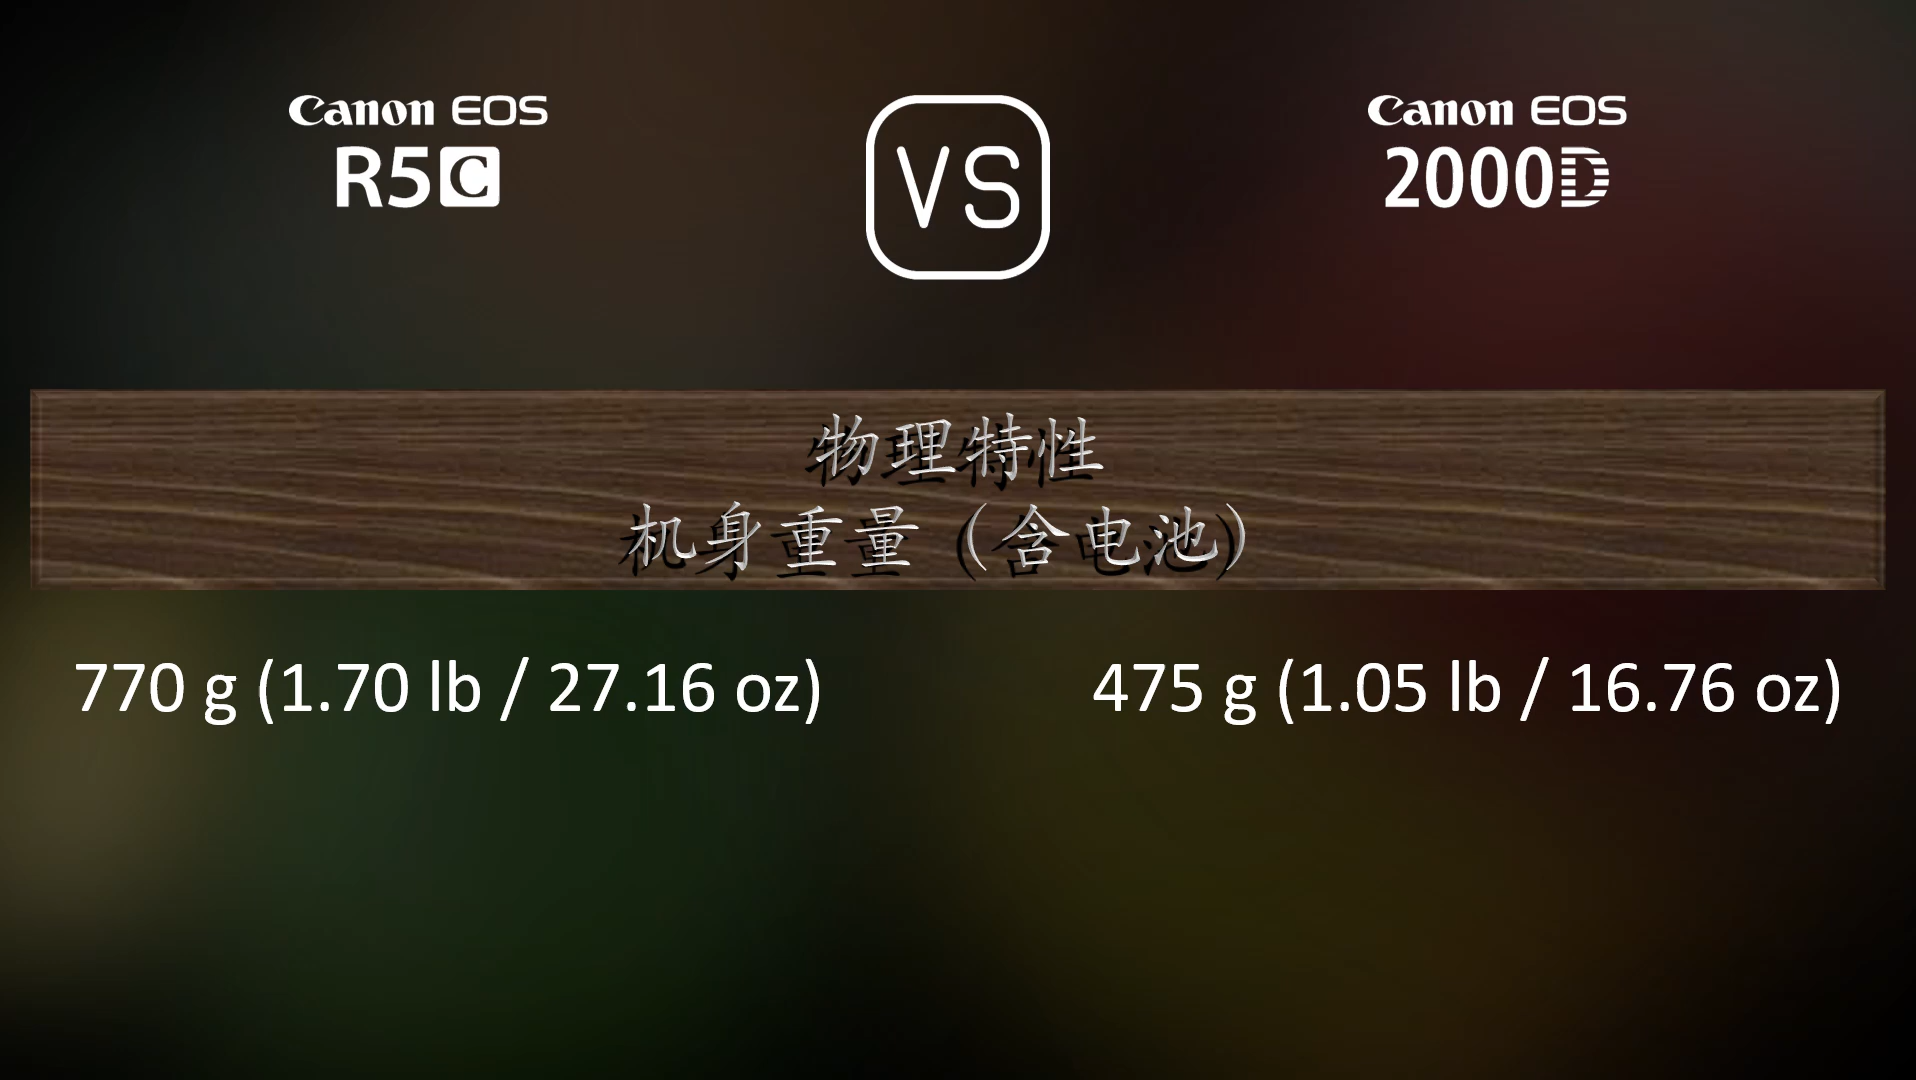 Canon EOS
R5 C
VS
Canon EOS
2000D
物理特性
机身重量（含电池）
770 g (1.70 lb / 27.16 oz)
475 g (1.05 lb / 16.76 oz)